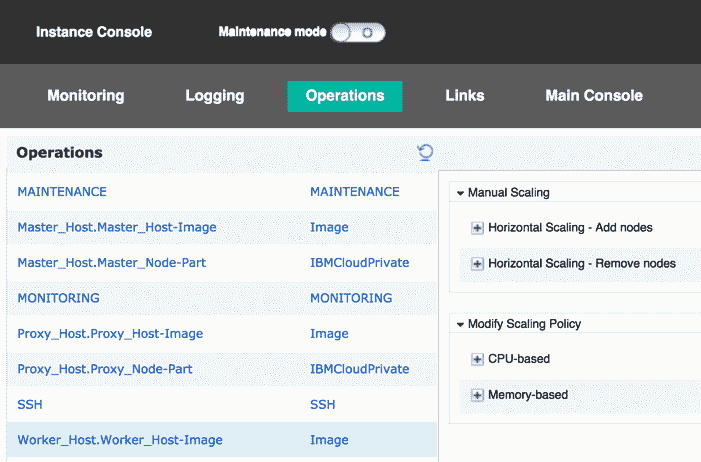 Instance Console Maintenance mode
Monitoring Logging Operations Links Main Console
Operations
MAINTENANCE MAINTENANCE
Master_Host.Master_Host-Image Image
Master_Host.Master_Node-Part IBMCloudPrivate
MONITORING MONITORING
Proxy_Host.Proxy_Host-Image Image
Proxy_Host.Proxy_Node-Part IBMCloudPrivate
SSH SSH
Worker_Host.Worker_Host-Image Image
Manual Scaling
Horizontal Scaling - Add nodes
Horizontal Scaling - Remove nodes
Modify Scaling Policy
CPU-based
Memory-based